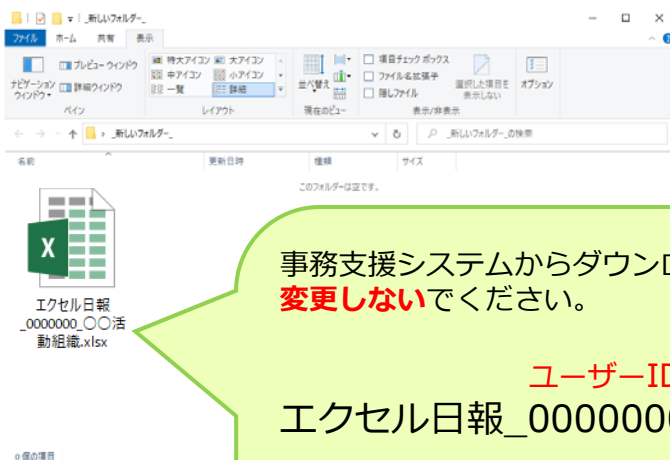 _新しいフォルダー_
ファイル ホーム 共有 表示
ナビゲーション ウィンドウ
プレビュー ウィンドウ
詳細ウィンドウ
ペイン
特大アイコン 大アイコン
中アイコン 小アイコン
一覧 詳細
レイアウト
並べ替え
現在のビュー
項目チェック ボックス
ファイル名拡張子
隠しファイル
選択した項目を
表示しない
表示/非表示
オプション
_新しいフォルダー_
_新しいフォルダー_の検索
名前 更新日時 種類 サイズ
このフォルダーは空です。
X
エクセル日報
_0000000_〇〇活
動組織.xlsx
事務支援システムからダウンロ
変更しないでください。
ユーザーID
エクセル日報_0000000
0 個の項目